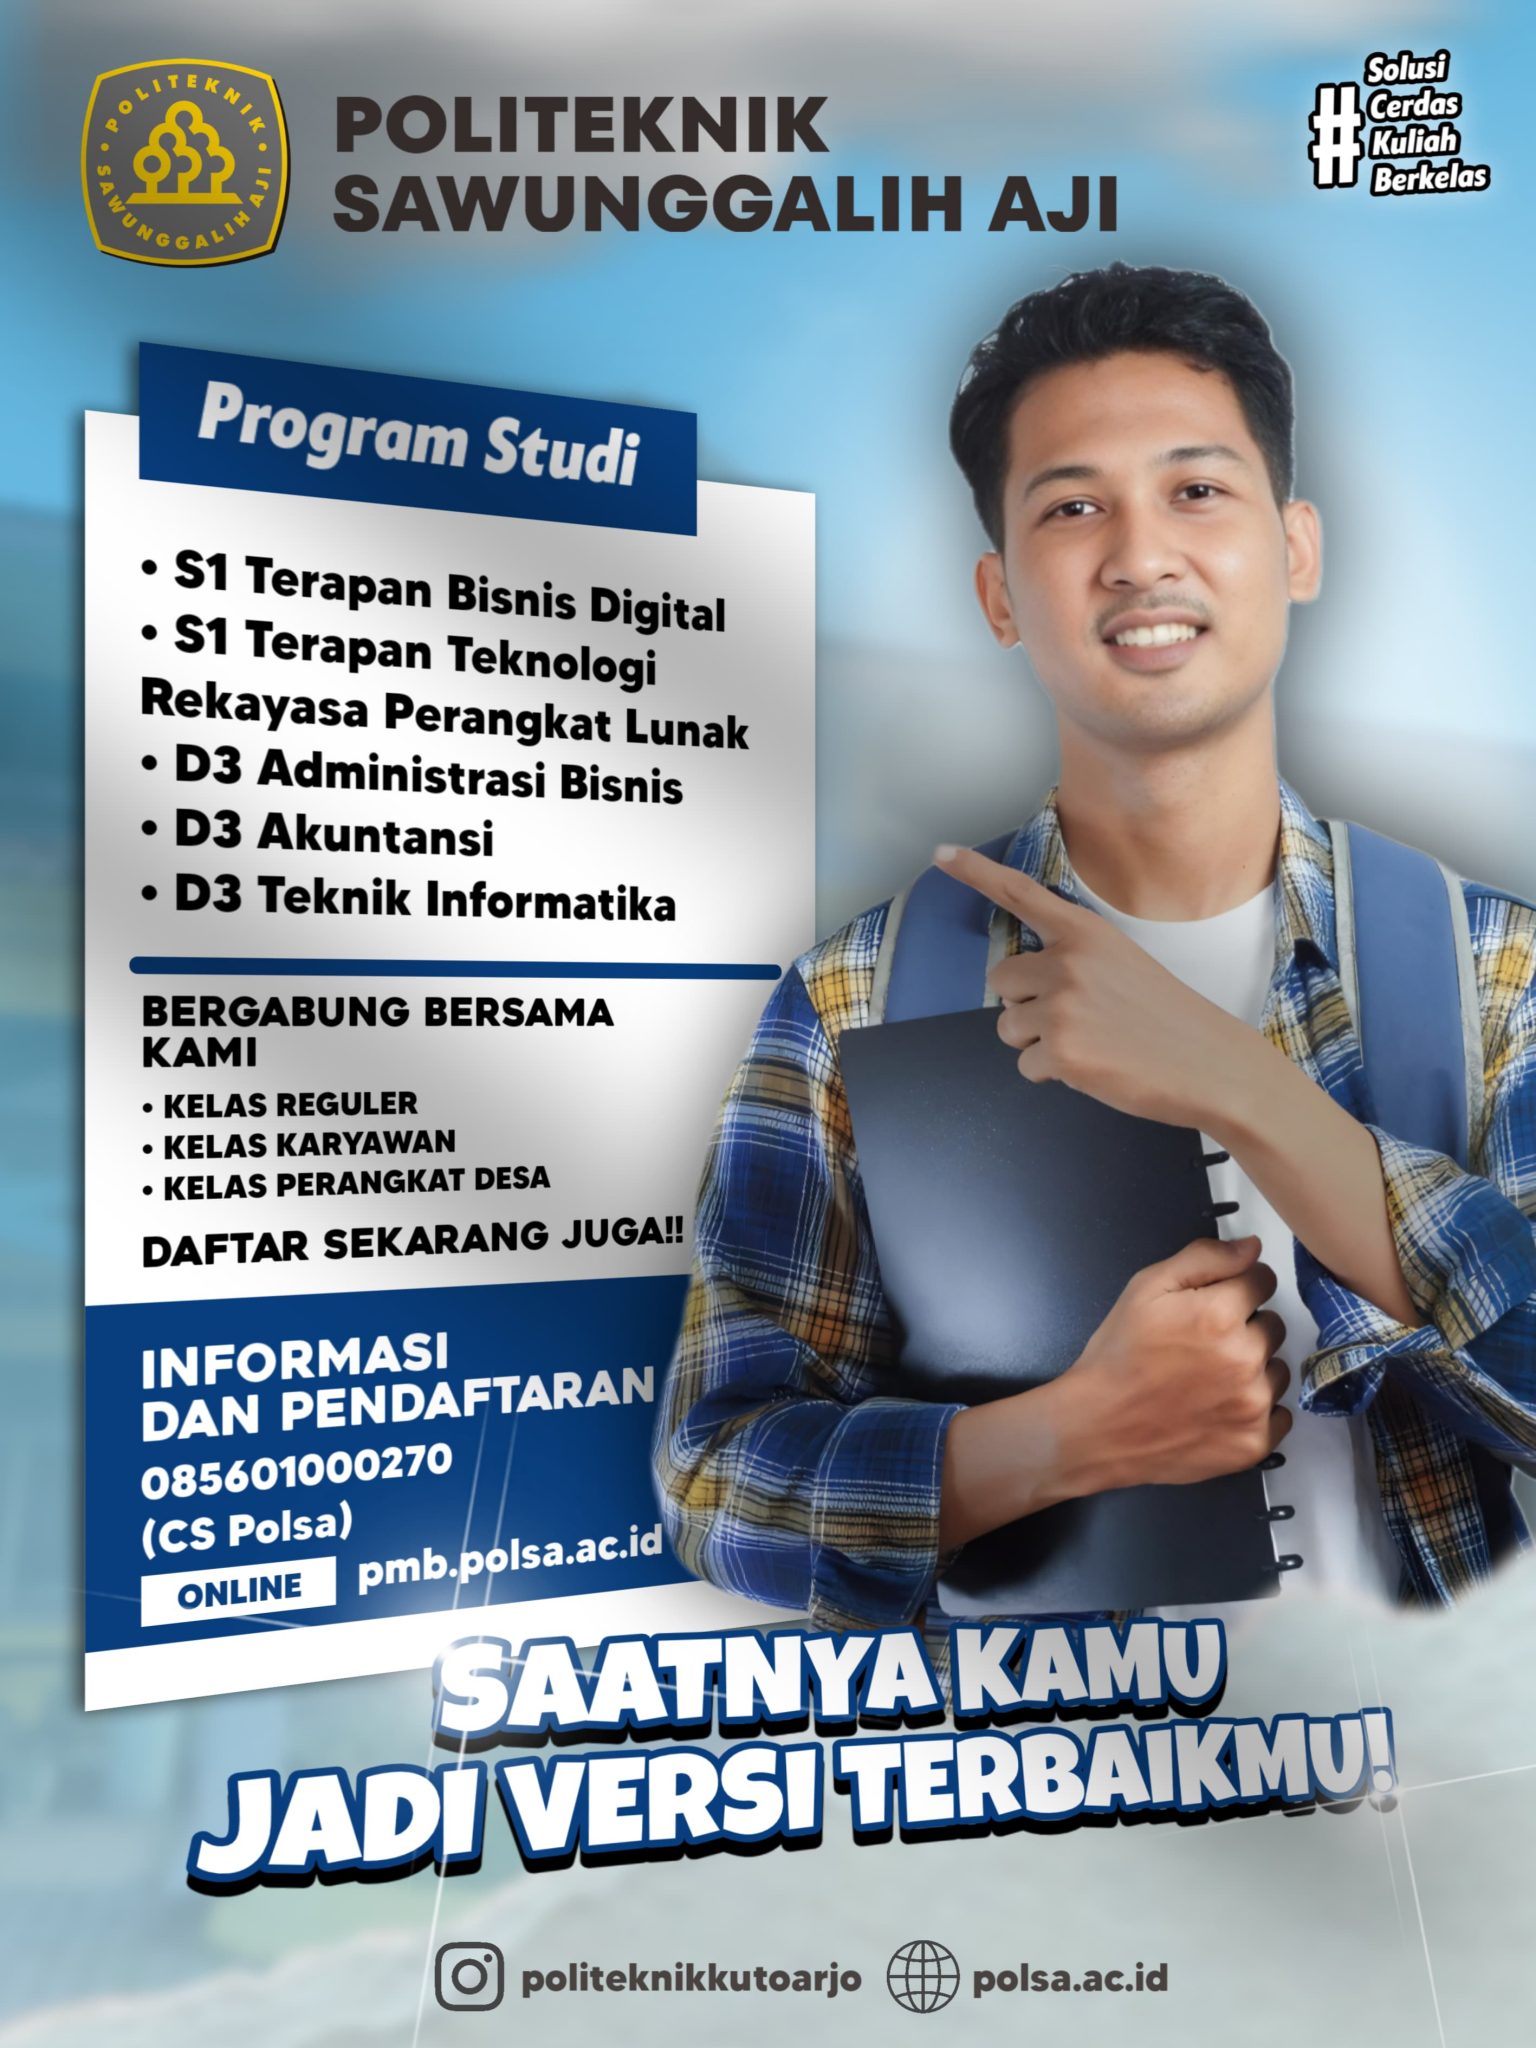 POLITEKNIK
SAWUNGGALIH AJI
POLITEKNIK
SAWUNGGALIH AJI
#
Solusi
Cerdas
Kuliah
Berkelas
Program Studi
• S1 Terapan Bisnis Digital
• S1 Terapan Teknologi
Rekayasa Perangkat Lunak
• D3 Administrasi Bisnis
• D3 Akuntansi
• D3 Teknik Informatika
BERGABUNG BERSAMA
KAMI
• KELAS REGULER
• KELAS KARYAWAN
• KELAS PERANGKAT DESA
DAFTAR SEKARANG JUGA!!
INFORMASI
DAN PENDAFTARAN
085601000270
(CS Polsa)
ONLINE pmb.polsa.ac.id
SAATNYA KAMU
JADI VERSI TERBAIKMU!
politeknikkutoarjo polsa.ac.id